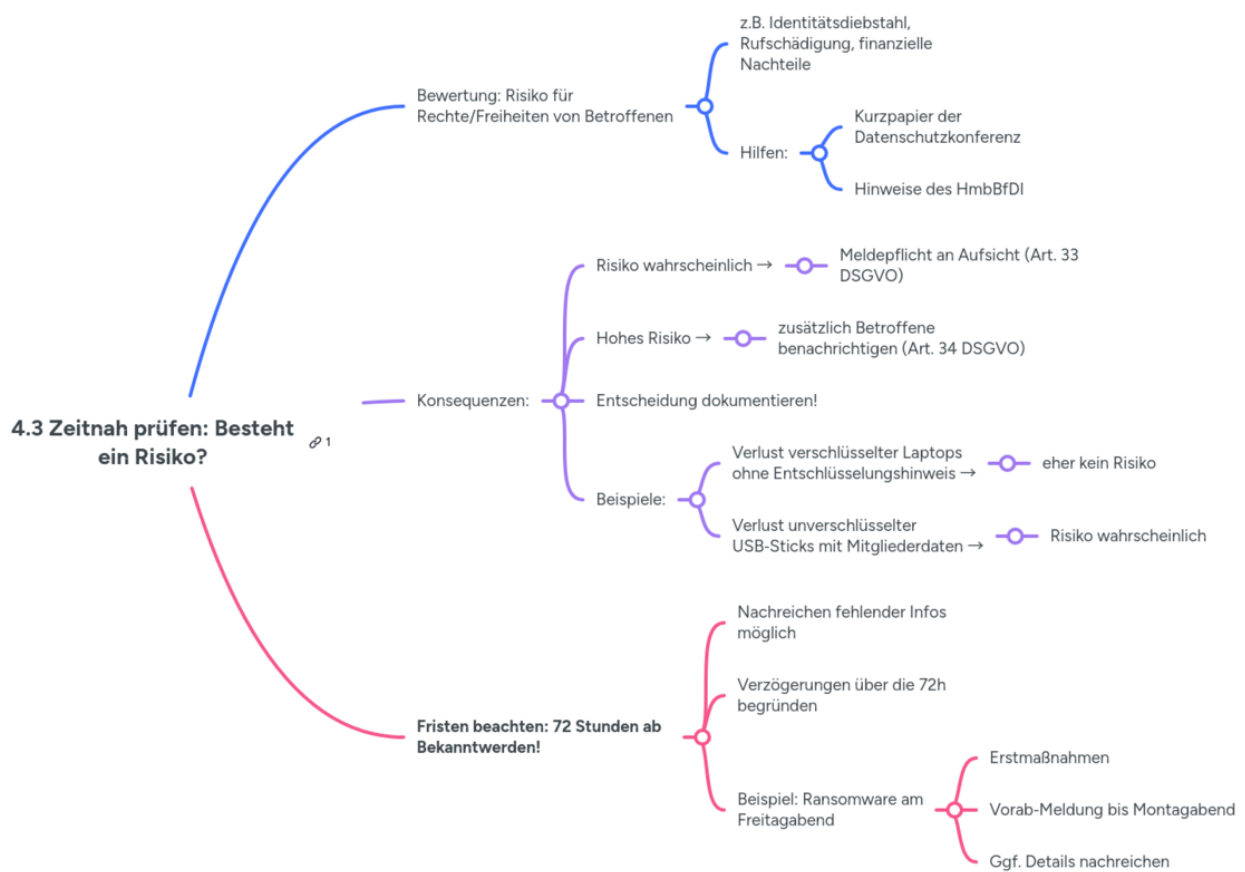 4.3 Zeitnah prüfen: Besteht
ein Risiko?
1
Bewertung: Risiko für
Rechte/Freiheiten von Betroffenen
z.B. Identitätsdiebstahl,
Rufschädigung, finanzielle
Nachteile
Hilfen:
Kurzpapier der
Datenschutzkonferenz
Hinweise des HmbBfDI
Konsequenzen:
Risiko wahrscheinlich →
Meldepflicht an Aufsicht (Art. 33
DSGVO)
Hohes Risiko →
zusätzlich Betroffene
benachrichtigen (Art. 34 DSGVO)
Entscheidung dokumentieren!
Beispiele:
Verlust verschlüsselter Laptops
ohne Entschlüsselungshinweis →
eher kein Risiko
Verlust unverschlüsselter
USB-Sticks mit Mitgliederdaten →
Risiko wahrscheinlich
Fristen beachten: 72 Stunden ab
Bekanntwerden!
Nachreichen fehlender Infos
möglich
Verzögerungen über die 72h
begründen
Beispiel: Ransomware am
Freitagabend
Erstmaßnahmen
Vorab-Meldung bis Montagabend
Ggf. Details nachreichen